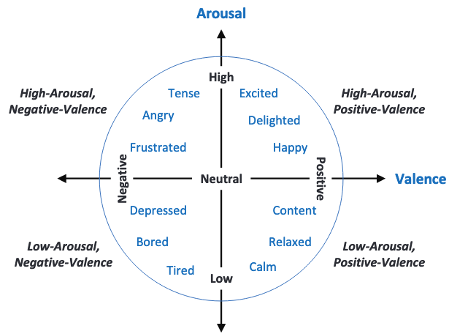 Arousal
High
High-Arousal,
Negative-Valence
Tense
Excited
High-Arousal,
Positive-Valence
Angry
Delighted
Frustrated
Happy
Negative
Neutral
Positive
Valence
Depressed
Content
Bored
Relaxed
Low-Arousal,
Negative-Valence
Low-Arousal,
Positive-Valence
Tired
Low
Calm